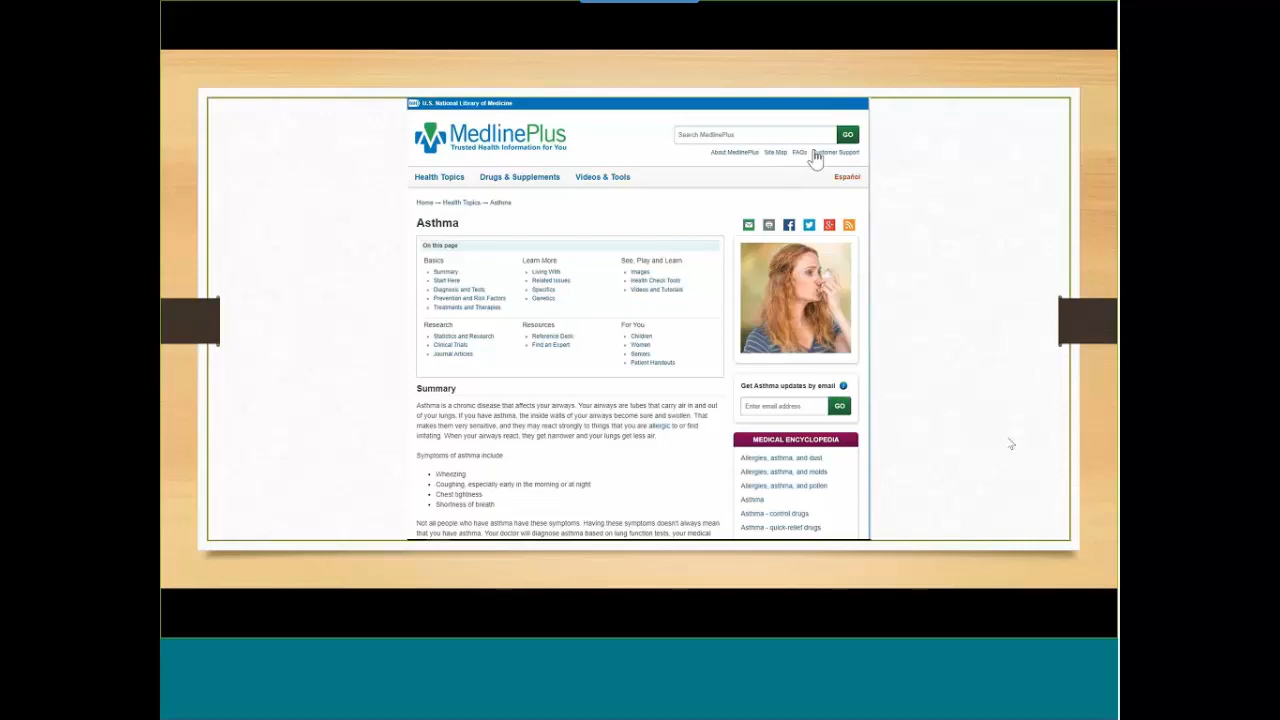 U.S. National Library of Medicine
MedlinePlus
Trusted Health Information for You
Search MedlinePlus
GO
About MedlinePlus Site Map FAQs Customer Support
Health Topics Drugs & Supplements Videos & Tools Español
Home → Health Topics → Asthma
Asthma
On this page
Basics
Summary
Start Here
Diagnosis and Tests
Prevention and Risk Factors
Treatments and Therapies
Learn More
Living With
Related Issues
Specifics
Genetics
See, Play and Learn
Images
Health Check Tools
Videos and Tutorials
Research
Statistics and Research
Clinical Trials
Journal Articles
Resources
Reference Desk
Find an Expert
For You
Children
Women
Seniors
Patient Handouts
Summary
Asthma is a chronic disease that affects your airways. Your airways are tubes that carry air in and out
of your lungs. If you have asthma, the inside walls of your airways become sore and swollen. That
makes them very sensitive, and they may react strongly to things that you are allergic to or find
irritating. When your airways react, they get narrower and your lungs get less air.
Symptoms of asthma include
• Wheezing
• Coughing, especially early in the morning or at night
• Chest tightness
• Shortness of breath
Not all people who have asthma have these symptoms. Having these symptoms doesn't always mean
that you have asthma. Your doctor will diagnose asthma based on lung function tests, your medical
Get Asthma updates by email
Enter email address
GO
MEDICAL ENCYCLOPEDIA
Allergies, asthma, and dust
Allergies, asthma, and molds
Allergies, asthma, and pollen
Asthma
Asthma - control drugs
Asthma - quick-relief drugs